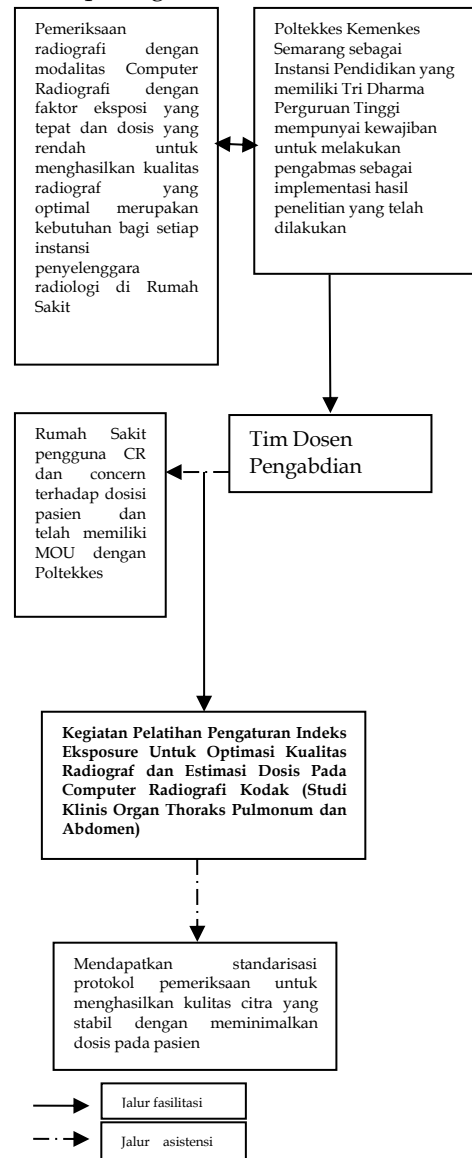 Pemeriksaan
radiografi dengan
modalitas Computer
Radiografi dengan
faktor eksposi yang
tepat dan dosis yang
rendah untuk
menghasilkan kualitas
radiograf yang
optimal merupakan
kebutuhan bagi setiap
instansi
penyelenggara
radiologi di Rumah
Sakit
Poltekkes Kemenkes
Semarang sebagai
Instansi Pendidikan yang
memiliki Tri Dharma
Perguruan Tinggi
mempunyai kewajiban
untuk melakukan
pengabmas sebagai
implementasi hasil
penelitian yang telah
dilakukan
Tim Dosen
Pengabdian
Rumah Sakit
pengguna CR
dan concern
terhadap dosisi
pasien dan
telah memiliki
MOU dengan
Poltekkes
Kegiatan Pelatihan Pengaturan Indeks
Eksposure Untuk Optimasi Kualitas
Radiograf dan Estimasi Dosis Pada
Computer Radiografi Kodak (Studi
Klinis Organ Thoraks Pulmonum dan
Abdomen)
Mendapatkan standarisasi
protokol pemeriksaan untuk
menghasilkan kulitas citra yang
stabil dengan meminimalkan
dosis pada pasien
Jalur fasilitasi
Jalur asistensi